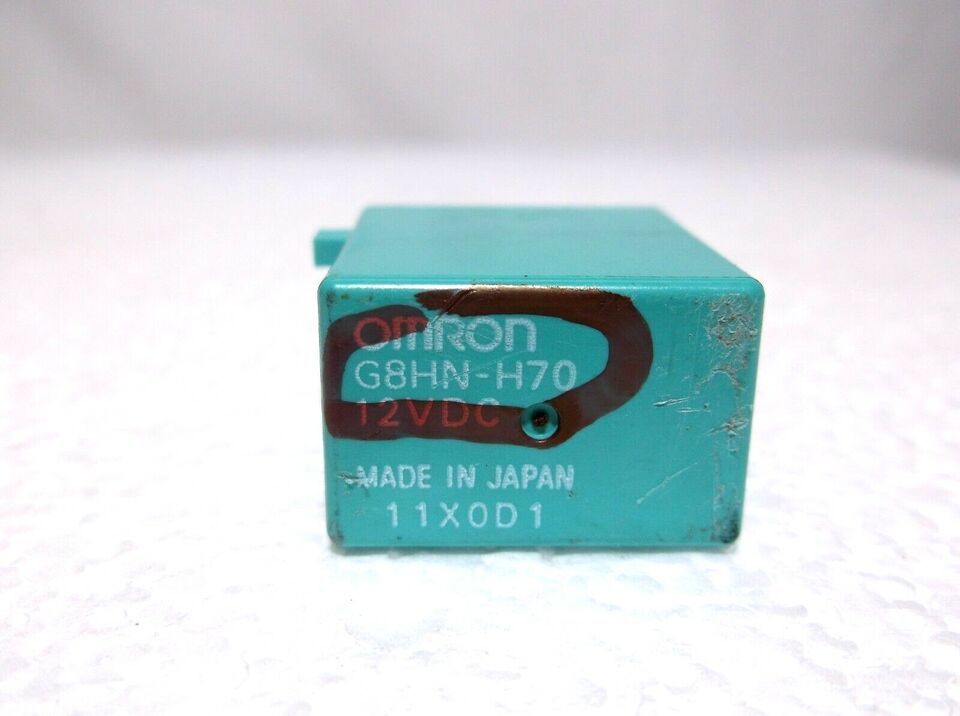 OMRON
G8HN-H70
12VDC
MADE IN JAPAN
11X0D1